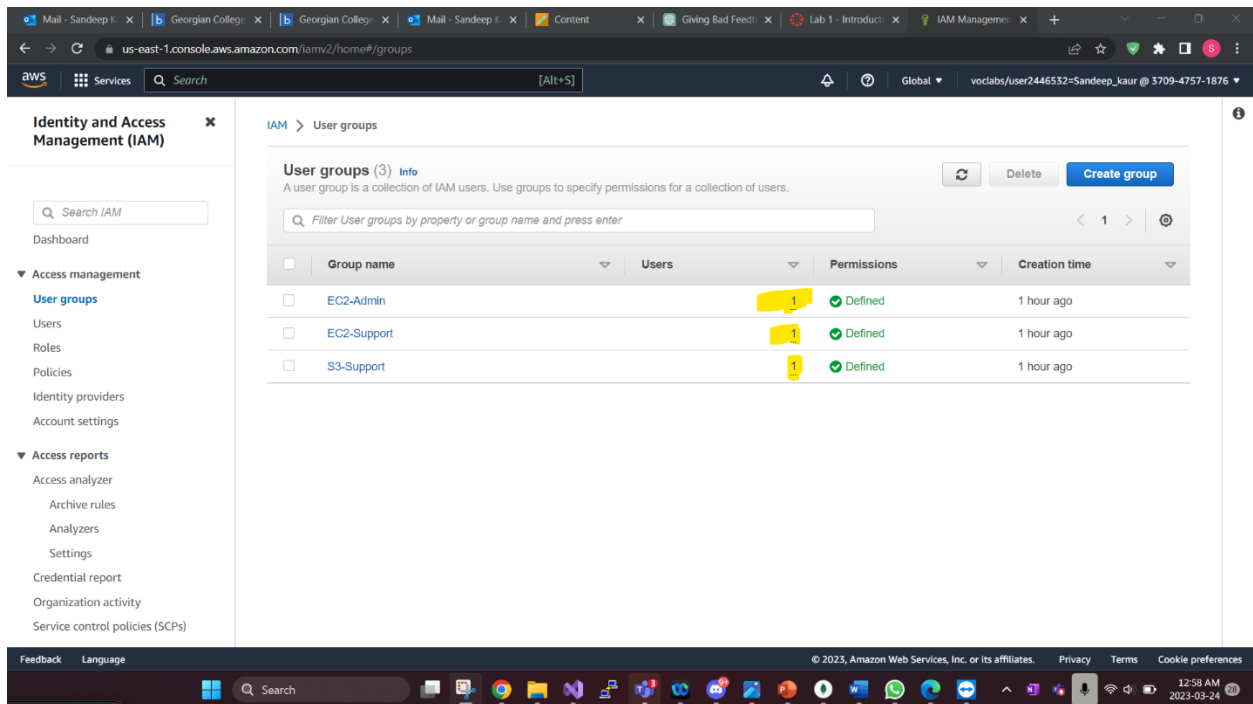 Mail - Sandeep K
Georgian College
Georgian College
Mail - Sandeep K
Content
Giving Bad Feedb
Lab 1 - Introducti
IAM Managemen
us-east-1.console.aws.amazon.com/iamv2/home#/groups
S
aws
Services
Search
[Alt+S]
Global
voclabs/user2446532=Sandeep_kaur @ 3709-4757-1876
Identity and Access
Management (IAM)
Search IAM
Dashboard
Access management
User groups
Users
Roles
Policies
Identity providers
Account settings
Access reports
Access analyzer
Archive rules
Analyzers
Settings
Credential report
Organization activity
Service control policies (SCPs)
IAM > User groups
User groups (3) Info
A user group is a collection of IAM users. Use groups to specify permissions for a collection of users.
Delete
Create group
Filter User groups by property or group name and press enter
< 1 >
Group name Users Permissions Creation time
EC2-Admin 1 Defined 1 hour ago
EC2-Support 1 Defined 1 hour ago
S3-Support 1 Defined 1 hour ago
Feedback Language
© 2023, Amazon Web Services, Inc. or its affiliates. Privacy Terms Cookie preferences
Search
3
9+
12:58 AM
2023-03-24
28